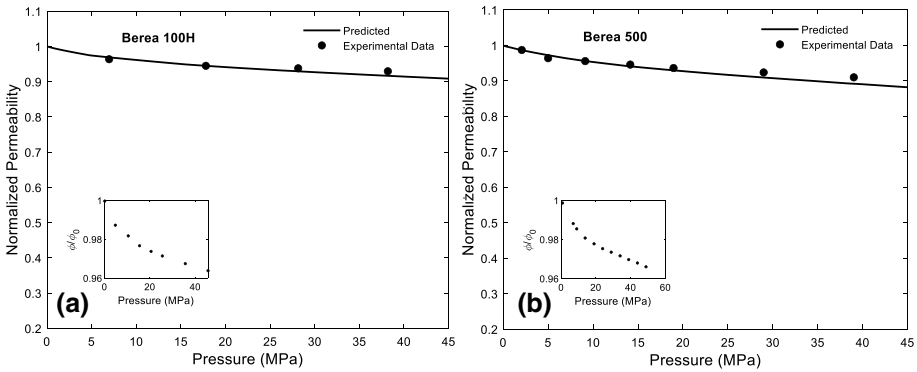 1.1
1
0.9
0.8
0.7
0.6
0.5
0.4
0.3
0.2
Normalized Permeability
Berea 100H
Predicted
Experimental Data
1
0.98
0.96
ϕ/ϕ0
0 20 40
Pressure (MPa)
(a)
0 5 10 15 20 25 30 35 40 45
Pressure (MPa)
1.1
1
0.9
0.8
0.7
0.6
0.5
0.4
0.3
0.2
Normalized Permeability
Berea 500
Predicted
Experimental Data
1
0.98
0.96
ϕ/ϕ0
0 20 40 60
Pressure (MPa)
(b)
0 5 10 15 20 25 30 35 40 45
Pressure (MPa)